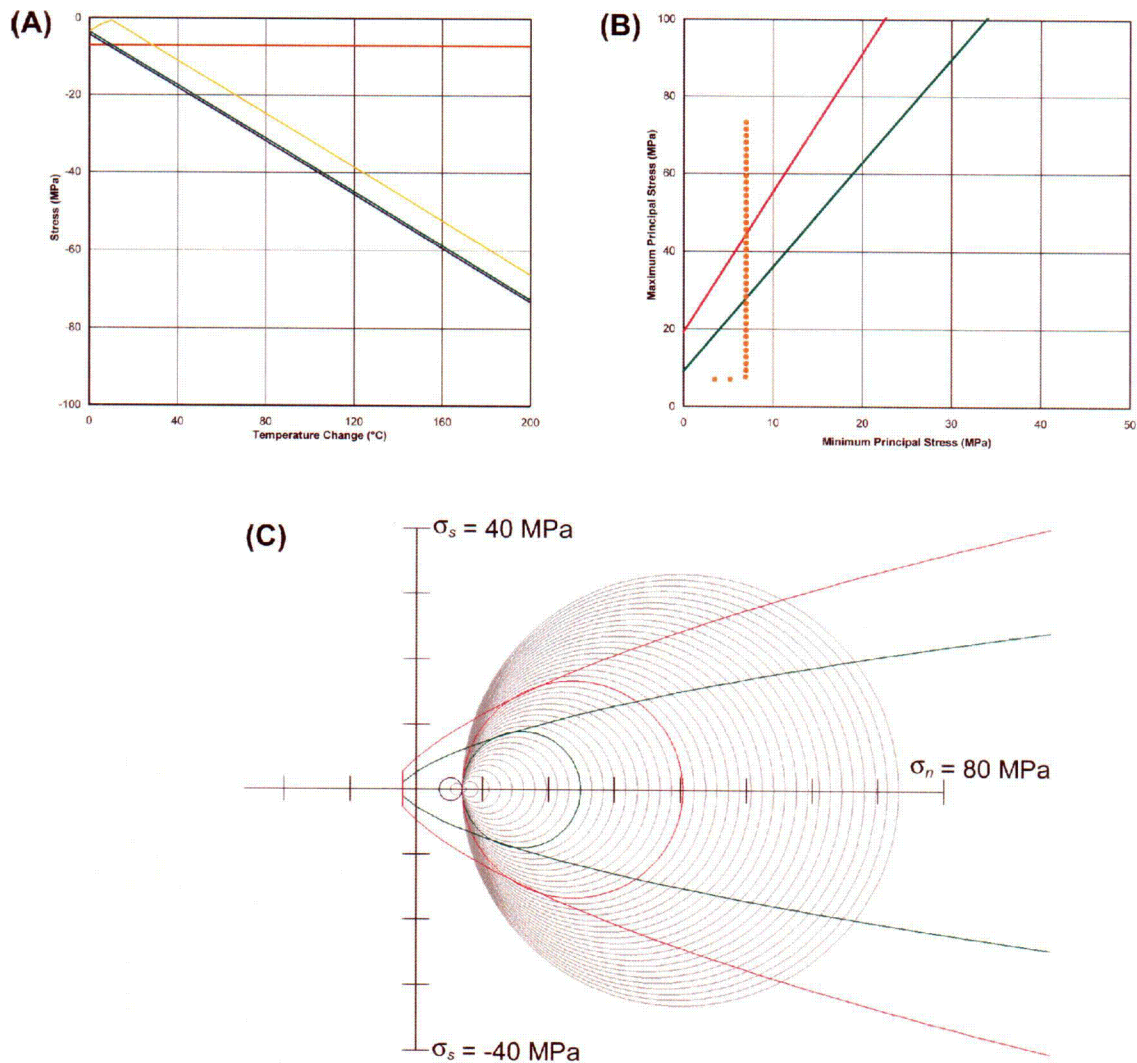 (A)
0
-20
-40
-60
-80
-100
Stress (MPa)
0 40 80 120 160 200
Temperature Change (°C)
(B)
100
80
60
40
20
0
Maximum Principal Stress (MPa)
0 10 20 30 40 50
Minimum Principal Stress (MPa)
(C)
σs = 40 MPa
σn = 80 MPa
σs = -40 MPa